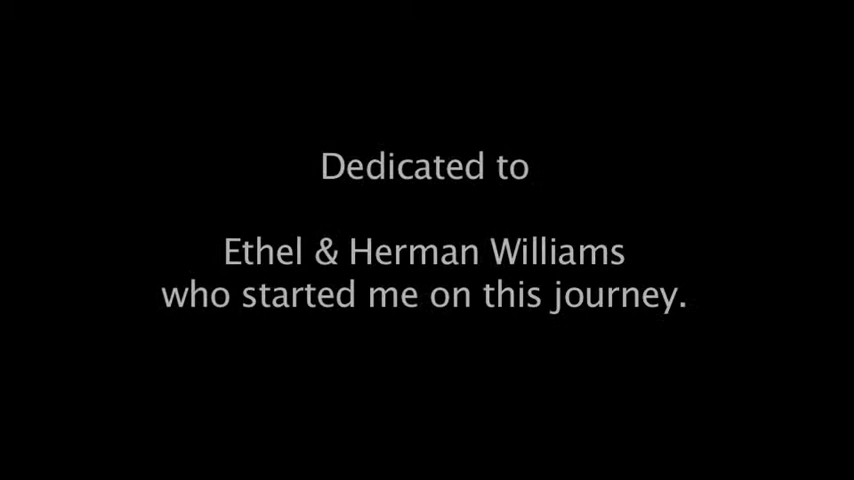 Dedicated to
Ethel & Herman Williams
who started me on this journey.